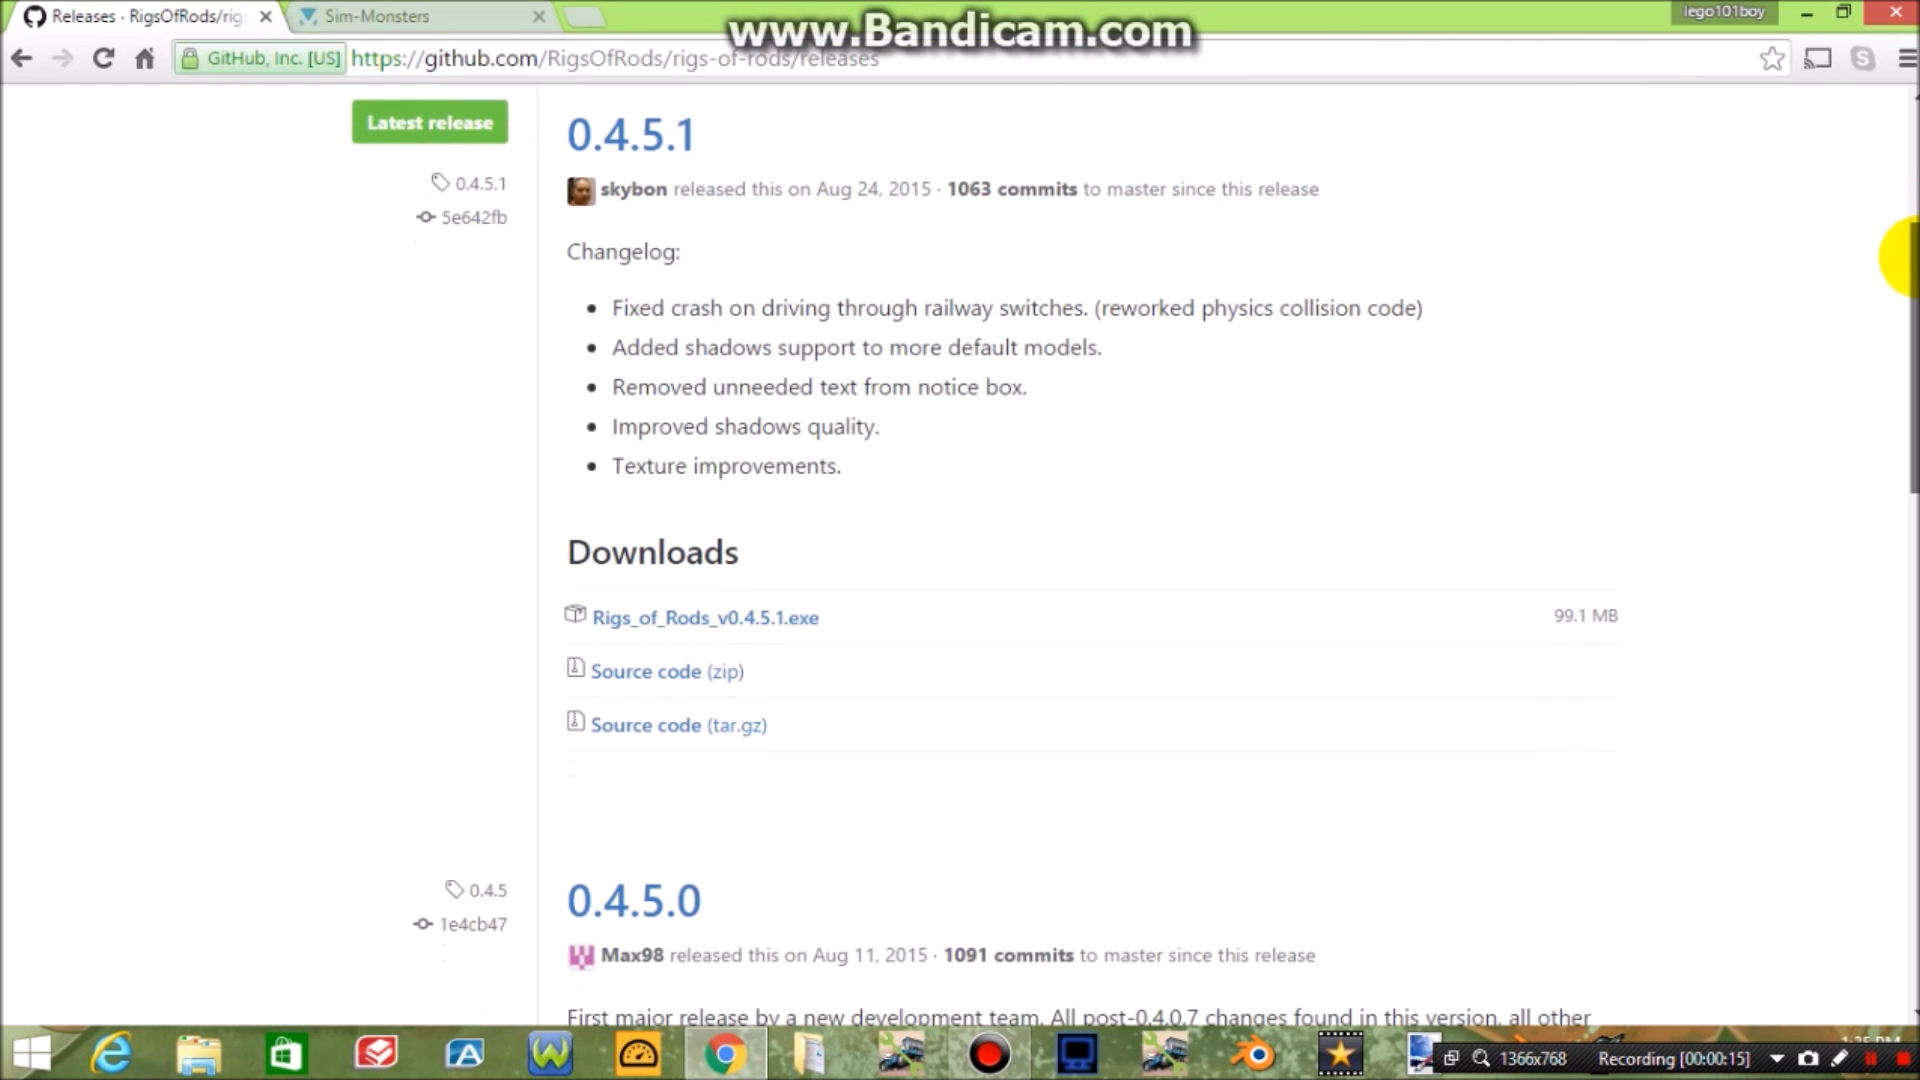 Releases · RigsOfRods/rig
Sim-Monsters
www.Bandicam.com
lego101boy
GitHub, Inc. [US]
https://github.com/RigsOfRods/rigs-of-rods/releases
Latest release
0.4.5.1
5e642fb
0.4.5.1
skybon released this on Aug 24, 2015 · 1063 commits to master since this release
Changelog:
• Fixed crash on driving through railway switches. (reworked physics collision code)
• Added shadows support to more default models.
• Removed unneeded text from notice box.
• Improved shadows quality.
• Texture improvements.
Downloads
Rigs_of_Rods_v0.4.5.1.exe
99.1 MB
Source code (zip)
Source code (tar.gz)
0.4.5
1e4cb47
0.4.5.0
Max98 released this on Aug 11, 2015 · 1091 commits to master since this release
First major release by a new development team. All post-0.4.0.7 changes found in this version, all other
1366x768
Recording [00:00:15]